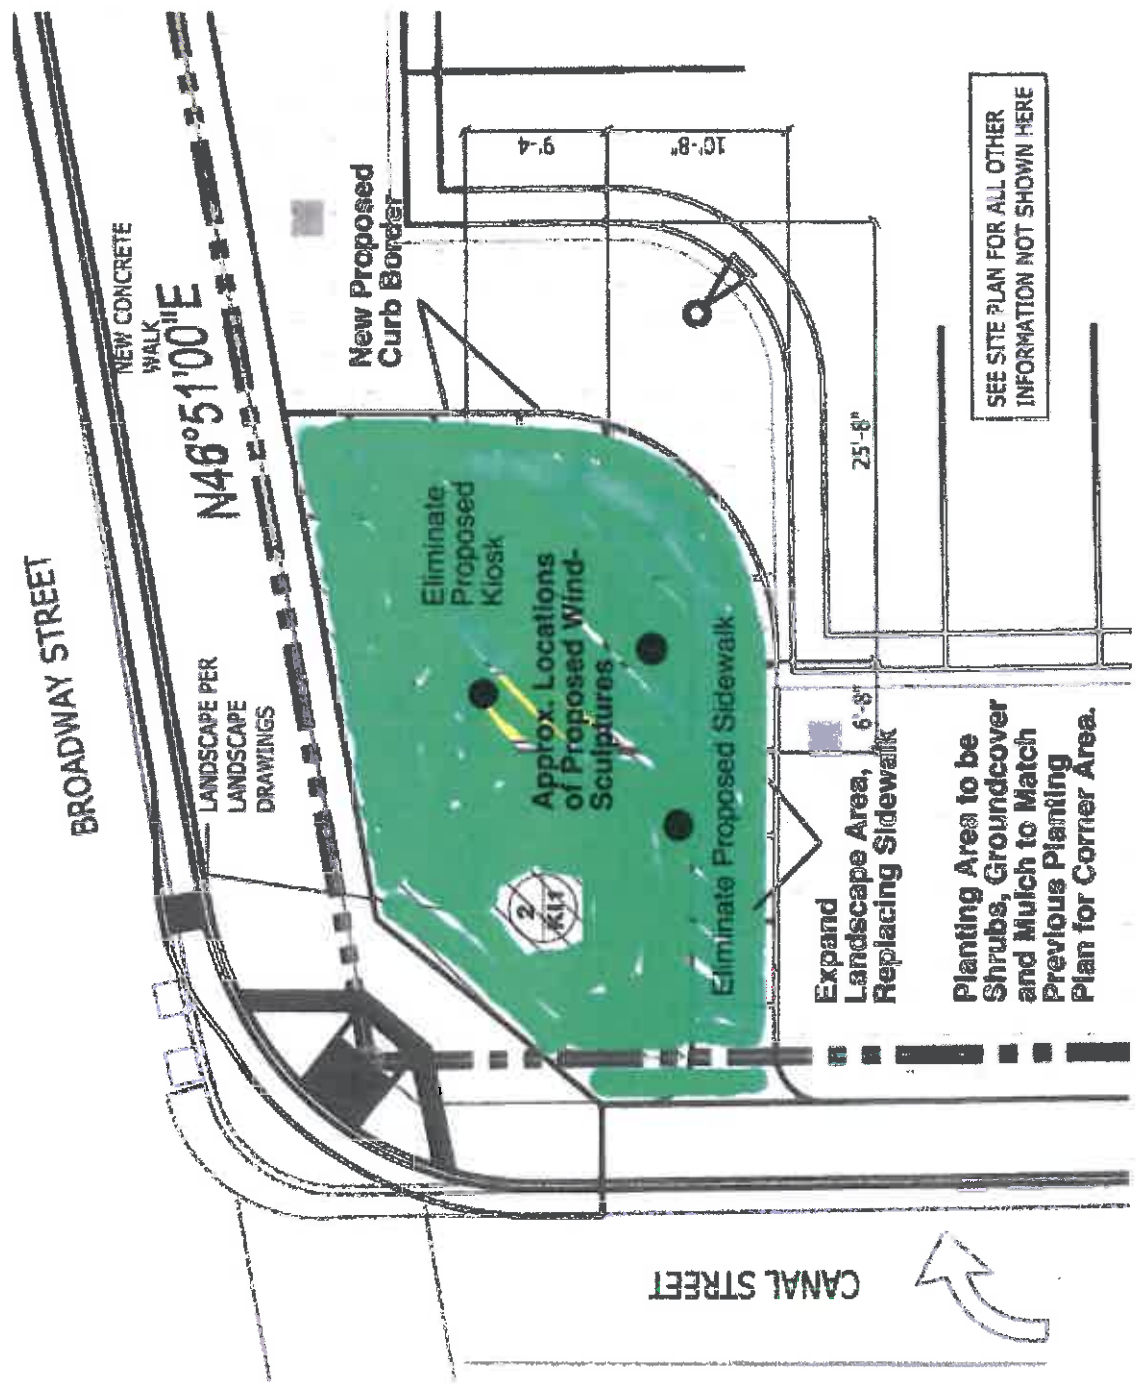 BROADWAY STREET
NEW CONCRETE
WALK
N46°51'00"E
LANDSCAPE PER
LANDSCAPE
DRAWINGS
New Proposed
Curb Border
9'-4
10'-8"
Eliminate
Proposed
Kiosk
Approx. Locations
of Proposed Wind-
Sculptures
2
KI.1
Eliminate Proposed Sidewalk
25'-8"
6'-8"
Expand
Landscape Area,
Replacing Sidewalk
Planting Area to be
Shrubs, Groundcover
and Mulch to Match
Previous Planting
Plan for Corner Area.
SEE SITE PLAN FOR ALL OTHER
INFORMATION NOT SHOWN HERE
CANAL STREET